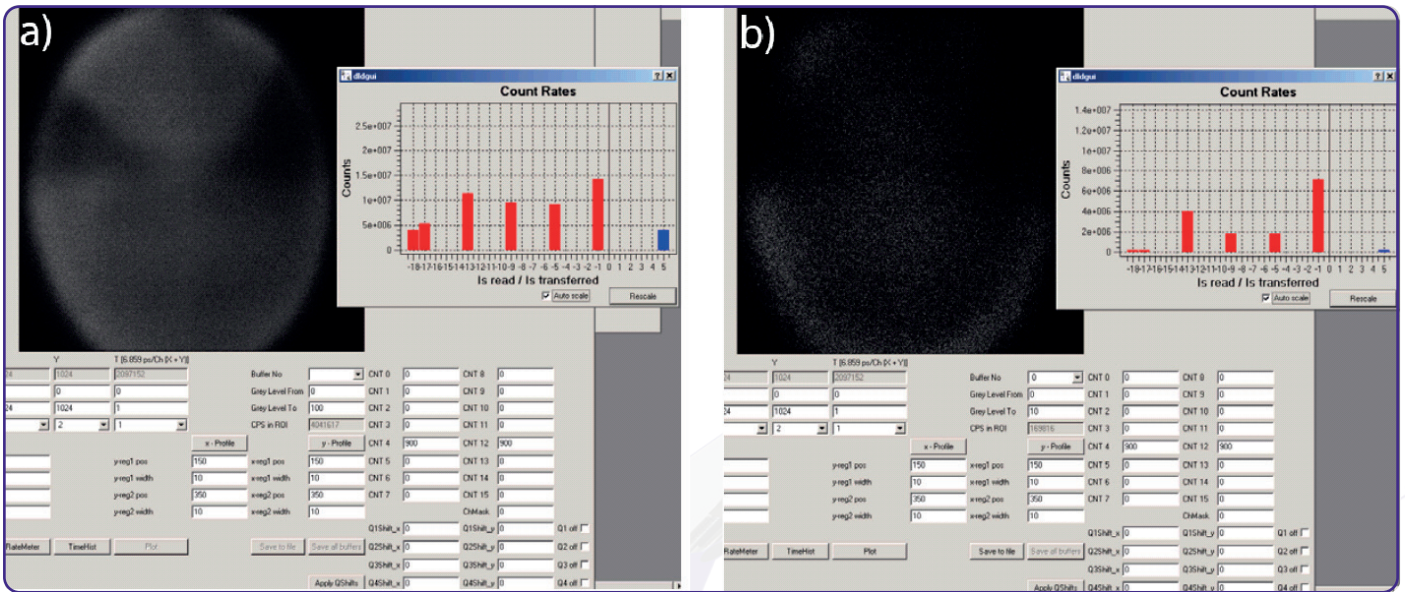 a)
dldgui
Count Rates
2.5e+007
2e+007
1.5e+007
1e+007
5e+006
0
Counts
-18-17-16-15-14-13-12-11-10-9 -8 -7 -6 -5 -4 -3 -2 -1 0 1 2 3 4 5
Is read / Is transferred
Auto scale Rescale
Y T [6.859 ps/Ch (X + Y)]
24 1024 2097152 Buffer No CNT 0 0 CNT 8 0
0 0 Grey Level From 0 CNT 1 0 CNT 9 0
24 1024 1 Grey Level To 100 CNT 2 0 CNT 10 0
2 1 CPS in ROI 4041617 CNT 3 0 CNT 11 0
x - Profile y - Profile CNT 4 900 CNT 12 900
y-reg1 pos 150 x-reg1 pos 150 CNT 5 0 CNT 13 0
y-reg1 width 10 x-reg1 width 10 CNT 6 0 CNT 14 0
y-reg2 pos 350 x-reg2 pos 350 CNT 7 0 CNT 15 0
y-reg2 width 10 x-reg2 width 10 ChMask 0
Q1Shift_x 0 Q1Shift_y 0 Q1 off
RateMeter TimeHist Plot Save to file Save all buffers Q2Shift_x 0 Q2Shift_y 0 Q2 off
Q3Shift_x 0 Q3Shift_y 0 Q3 off
Apply QShifts Q4Shift_x 0 Q4Shift_y 0 Q4 off
b)
dldgui
Count Rates
1.4e+007
1.2e+007
1e+007
8e+006
6e+006
4e+006
2e+006
0
Counts
-18-17-16-15-14-13-12-11-10-9 -8 -7 -6 -5 -4 -3 -2 -1 0 1 2 3 4 5
Is read / Is transferred
Auto scale Rescale
Y T [6.859 ps/Ch (X + Y)]
24 1024 2097152 Buffer No 0 CNT 0 0 CNT 8 0
0 0 Grey Level From 0 CNT 1 0 CNT 9 0
24 1024 1 Grey Level To 10 CNT 2 0 CNT 10 0
2 1 CPS in ROI 169816 CNT 3 0 CNT 11 0
x - Profile y - Profile CNT 4 900 CNT 12 900
y-reg1 pos 150 x-reg1 pos 150 CNT 5 0 CNT 13 0
y-reg1 width 10 x-reg1 width 10 CNT 6 0 CNT 14 0
y-reg2 pos 350 x-reg2 pos 350 CNT 7 0 CNT 15 0
y-reg2 width 10 x-reg2 width 10 ChMask 0
Q1Shift_x 0 Q1Shift_y 0 Q1 off
RateMeter TimeHist Plot Save to file Save all buffers Q2Shift_x 0 Q2Shift_y 0 Q2 off
Q3Shift_x 0 Q3Shift_y 0 Q3 off
Apply QShifts Q4Shift_x 0 Q4Shift_y 0 Q4 off